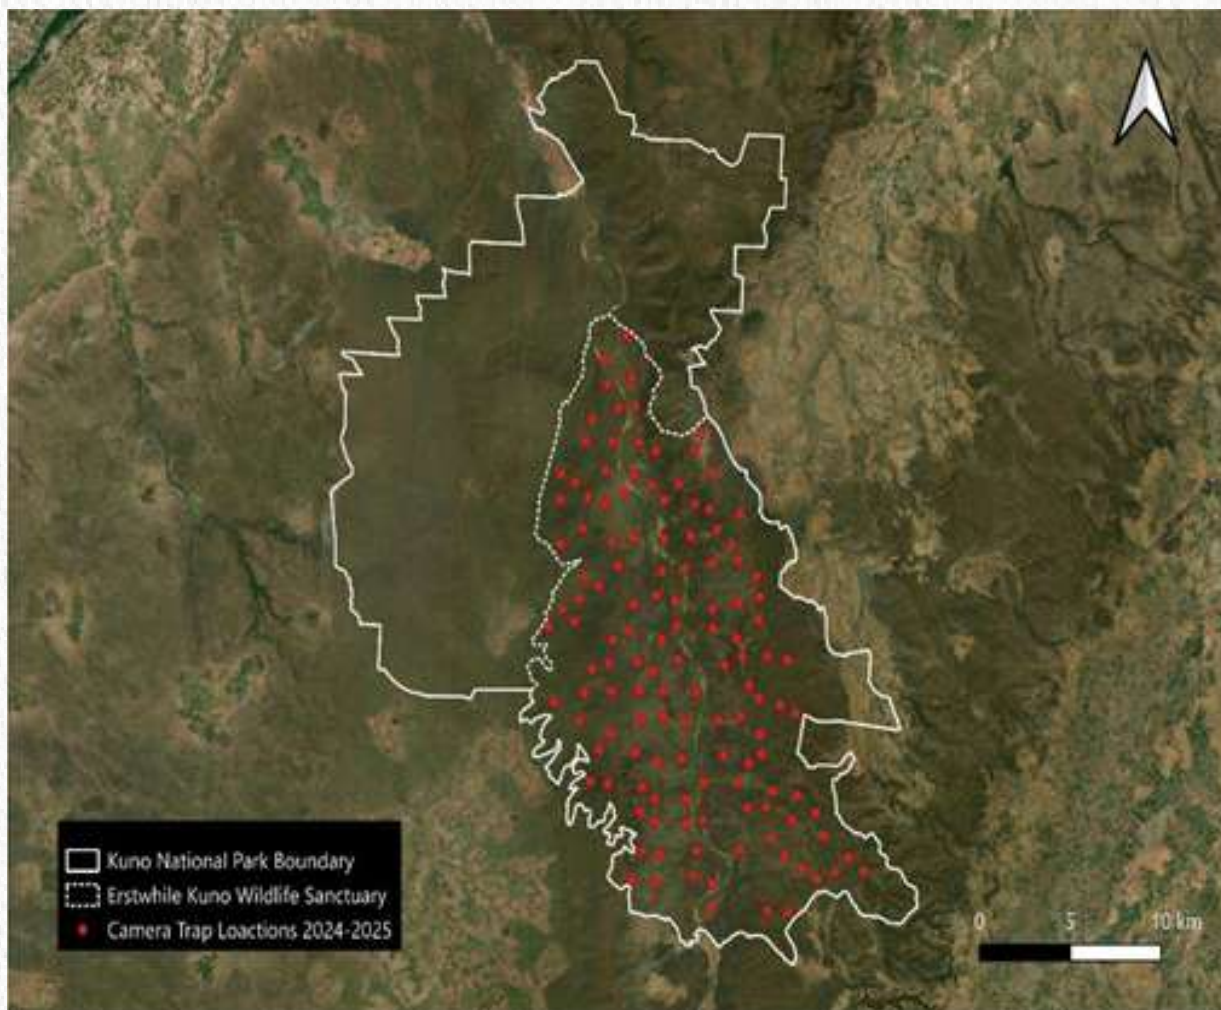 Kuno National Park Boundary
Erstwhile Kuno Wildlife Sanctuary
Camera Trap Loactions 2024-2025
0 5 10 km